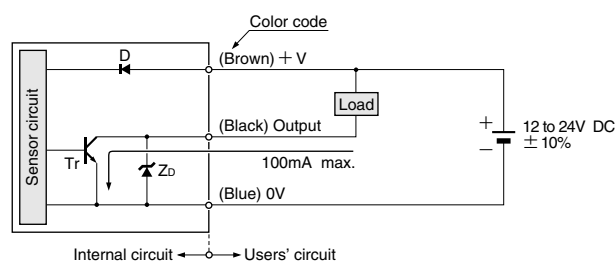 Color code
D
(Brown) + V
Sensor circuit
Load
(Black) Output
+
12 to 24V DC
−
± 10%
Tr
ZD
100mA max.
(Blue) 0V
Internal circuit
Users' circuit